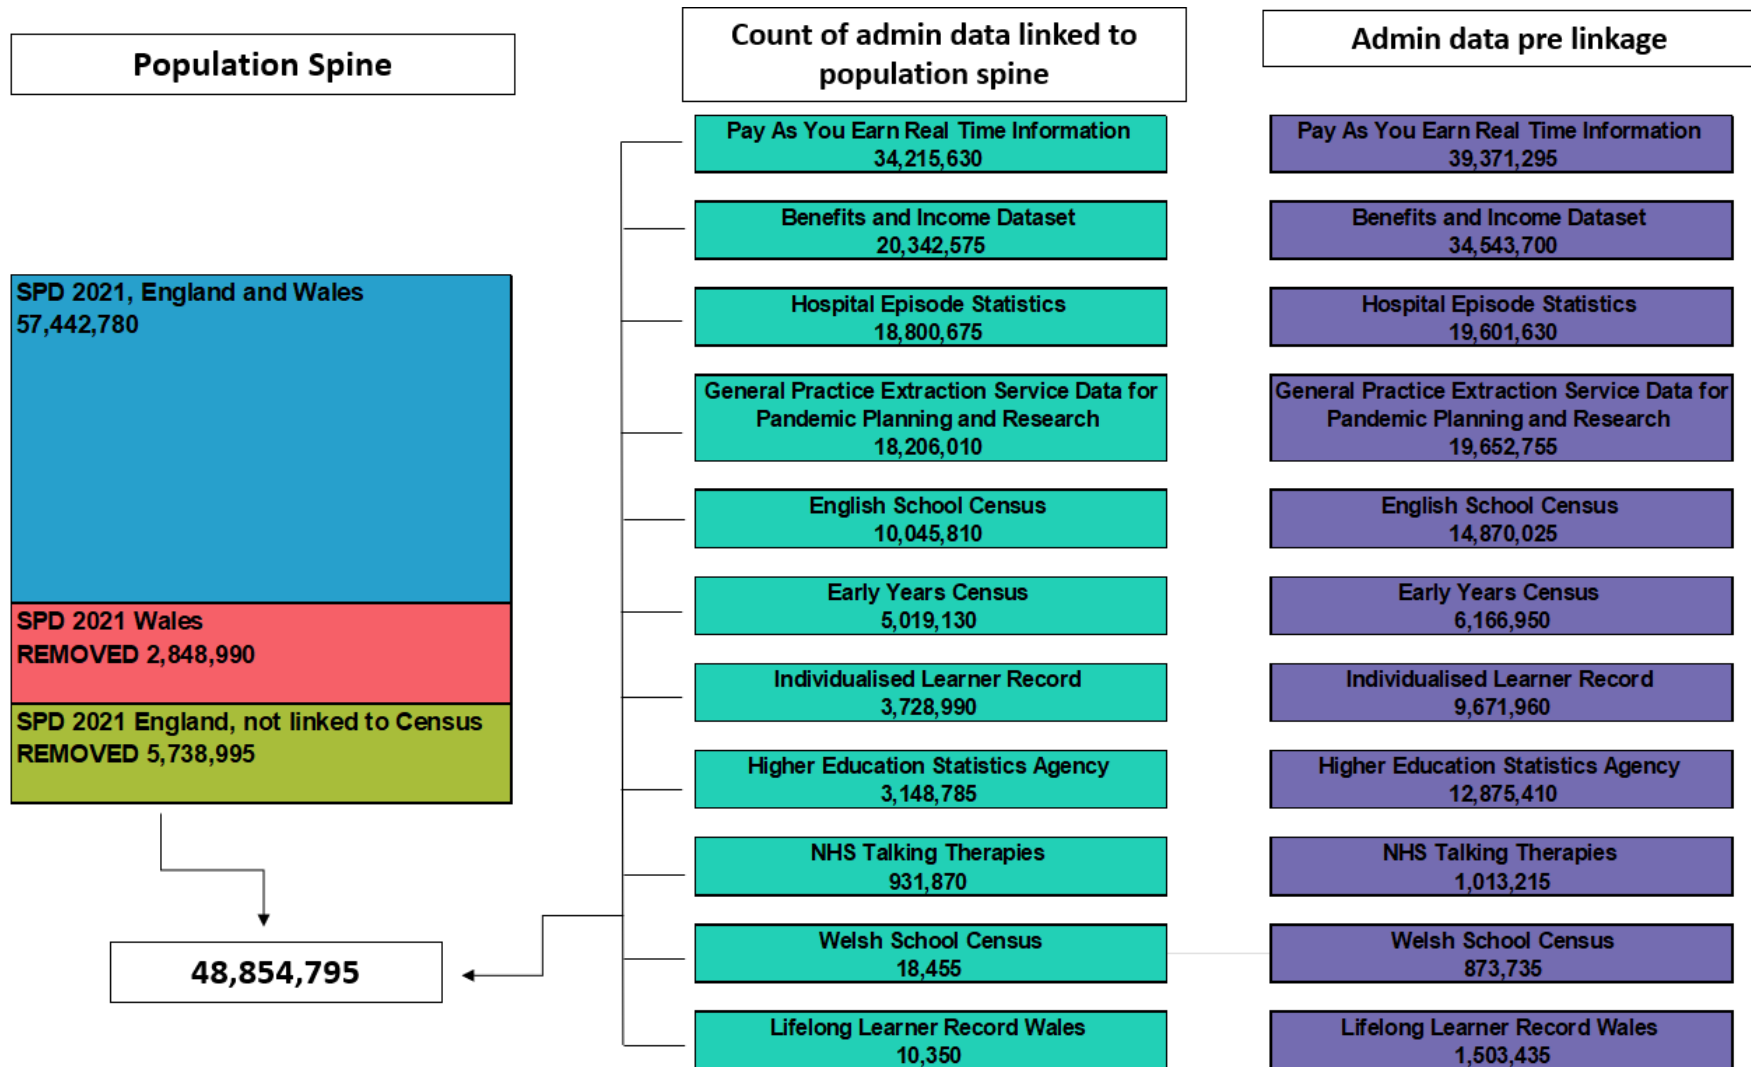 Population Spine
SPD 2021, England and Wales
57,442,780
SPD 2021 Wales
REMOVED 2,848,990
SPD 2021 England, not linked to Census
REMOVED 5,738,995
48,854,795
Count of admin data linked to
population spine
Pay As You Earn Real Time Information
34,215,630
Benefits and Income Dataset
20,342,575
Hospital Episode Statistics
18,800,675
General Practice Extraction Service Data for
Pandemic Planning and Research
18,206,010
English School Census
10,045,810
Early Years Census
5,019,130
Individualised Learner Record
3,728,990
Higher Education Statistics Agency
3,148,785
NHS Talking Therapies
931,870
Welsh School Census
18,455
Lifelong Learner Record Wales
10,350
Admin data pre linkage
Pay As You Earn Real Time Information
39,371,295
Benefits and Income Dataset
34,543,700
Hospital Episode Statistics
19,601,630
General Practice Extraction Service Data for
Pandemic Planning and Research
19,652,755
English School Census
14,870,025
Early Years Census
6,166,950
Individualised Learner Record
9,671,960
Higher Education Statistics Agency
12,875,410
NHS Talking Therapies
1,013,215
Welsh School Census
873,735
Lifelong Learner Record Wales
1,503,435